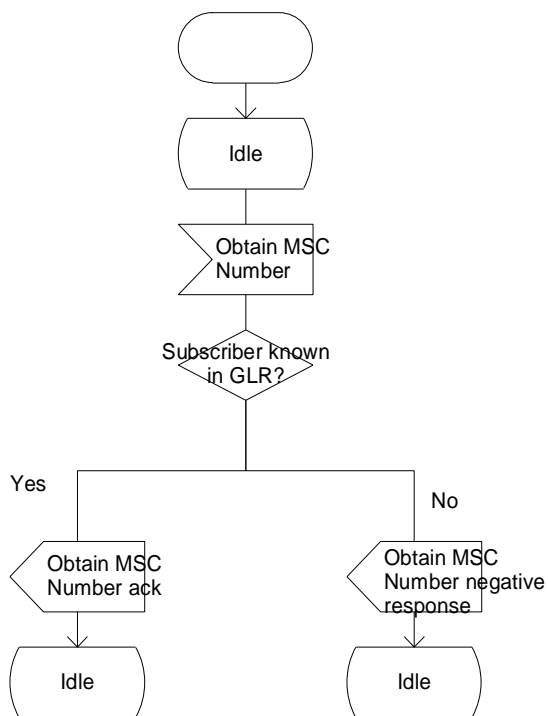 Idle
Obtain MSC
Number
Subscriber known
in GLR?
Yes
No
Obtain MSC
Number ack
Obtain MSC
Number negative
response
Idle
Idle